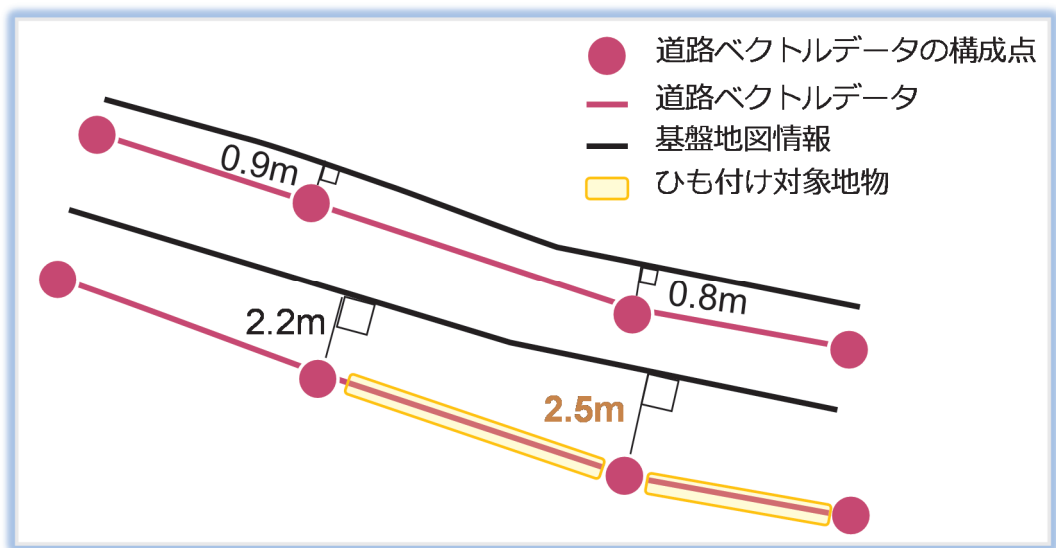 道路ベクトルデータの構成点
道路ベクトルデータ
基盤地図情報
ひも付け対象地物
0.9m
0.8m
2.2m
2.5m